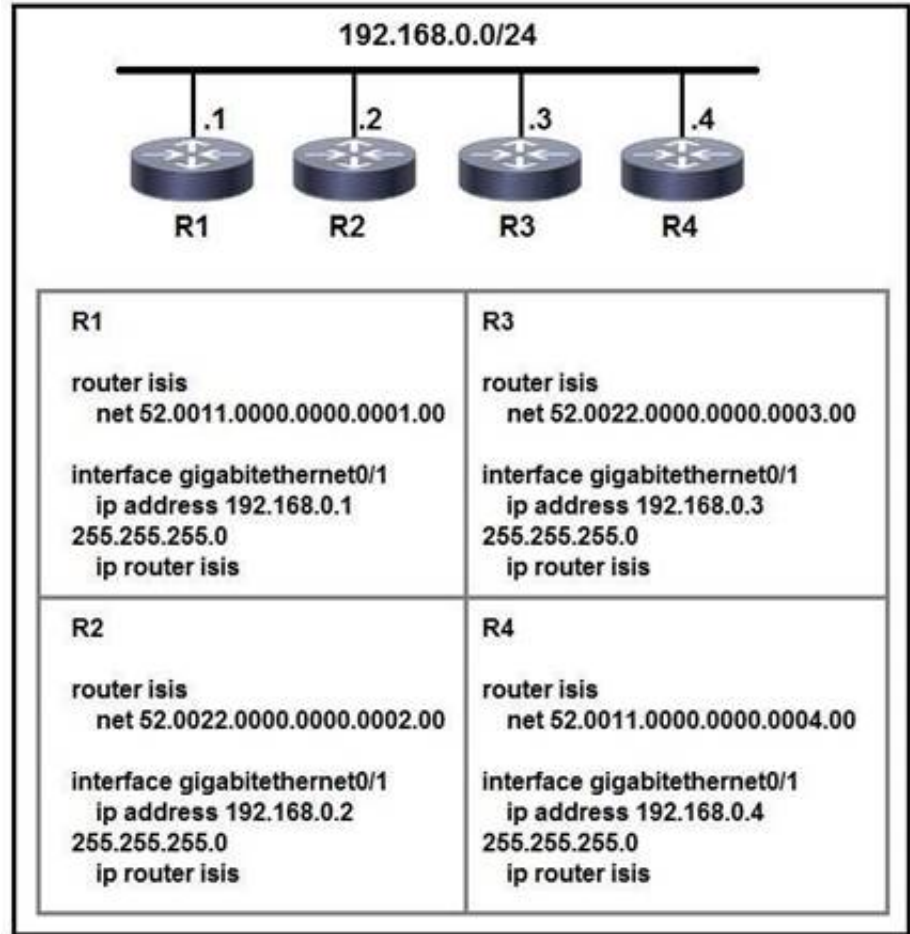 192.168.0.0/24
.1
.2
.3
.4
R1
R2
R3
R4
R1
router isis
net 52.0011.0000.0000.0001.00
interface gigabitethernet0/1
ip address 192.168.0.1
255.255.255.0
ip router isis
R3
router isis
net 52.0022.0000.0000.0003.00
interface gigabitethernet0/1
ip address 192.168.0.3
255.255.255.0
ip router isis
R2
router isis
net 52.0022.0000.0000.0002.00
interface gigabitethernet0/1
ip address 192.168.0.2
255.255.255.0
ip router isis
R4
router isis
net 52.0011.0000.0000.0004.00
interface gigabitethernet0/1
ip address 192.168.0.4
255.255.255.0
ip router isis